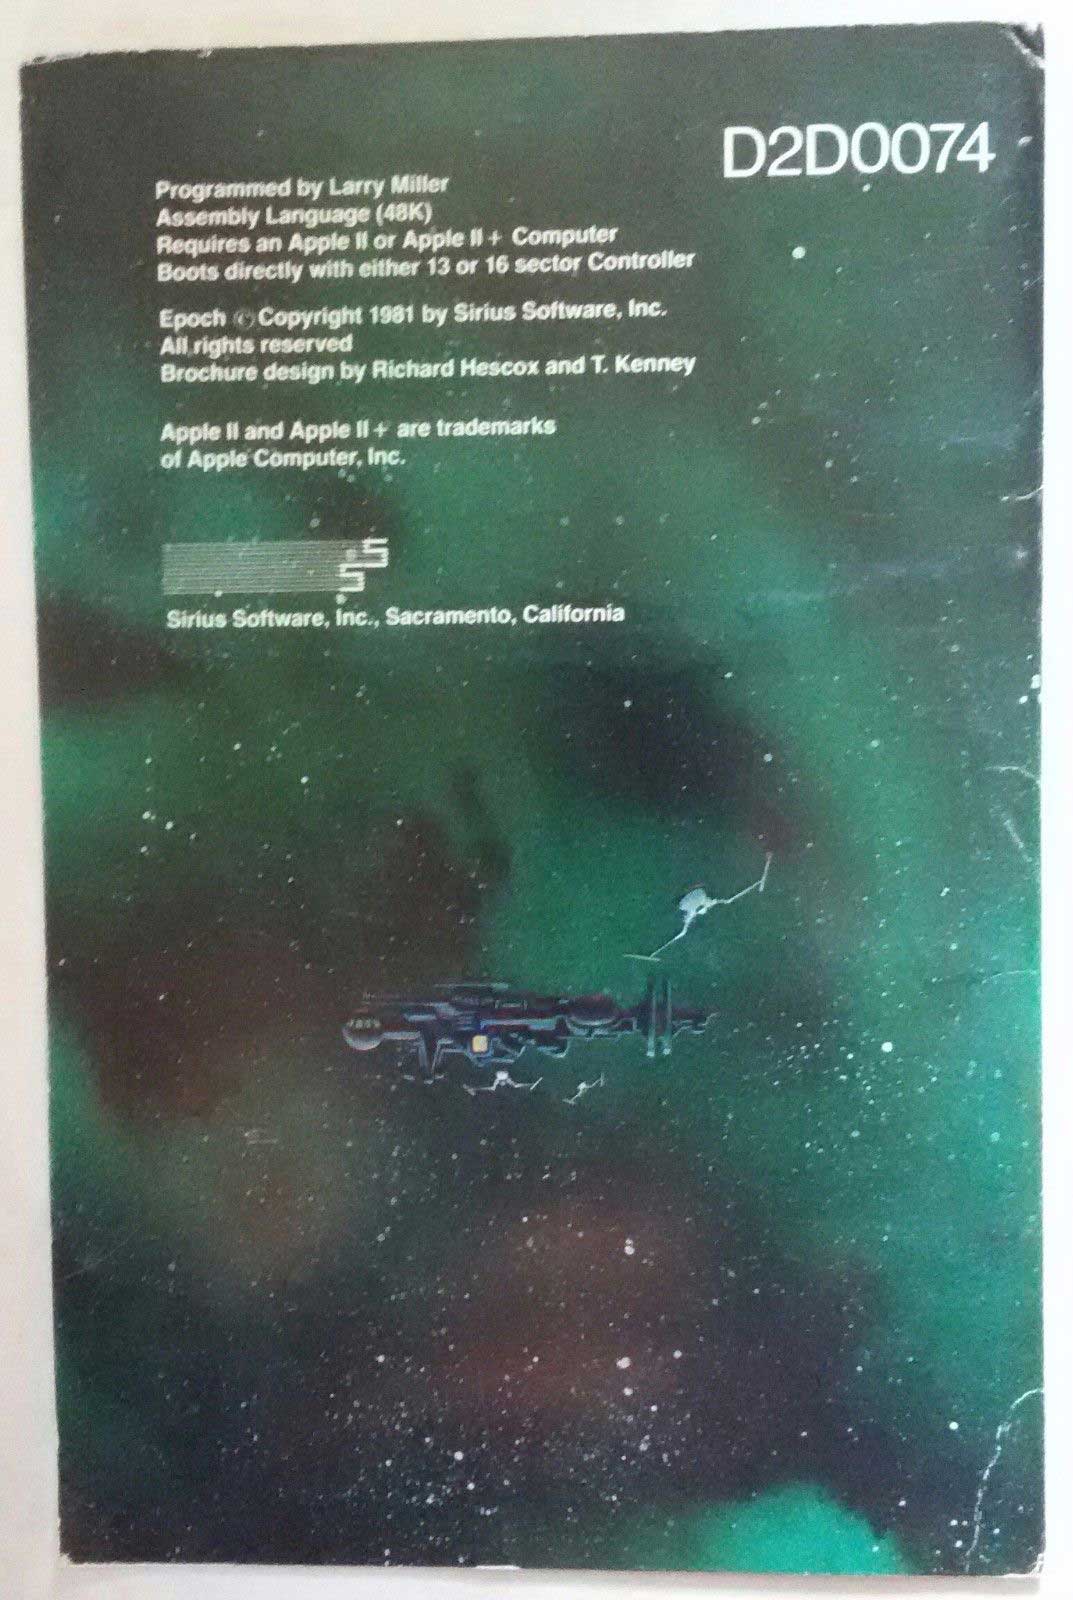 D2D0074
Programmed by Larry Miller
Assembly Language (48K)
Requires an Apple II or Apple II + Computer
Boots directly with either 13 or 16 sector Controller
Epoch © Copyright 1981 by Sirius Software, Inc.
All rights reserved
Brochure design by Richard Hescox and T. Kenney
Apple II and Apple II + are trademarks
of Apple Computer, Inc.
Sirius Software, Inc., Sacramento, California